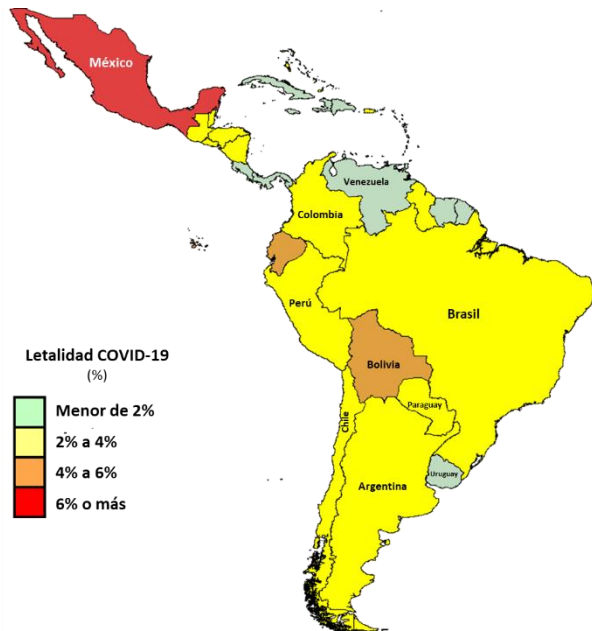 México
Venezuela
Colombia
Perú
Brasil
Bolivia
Paraguay
Chile
Uruguay
Argentina
Letalidad COVID-19
(%)
Menor de 2%
2% a 4%
4% a 6%
6% o más